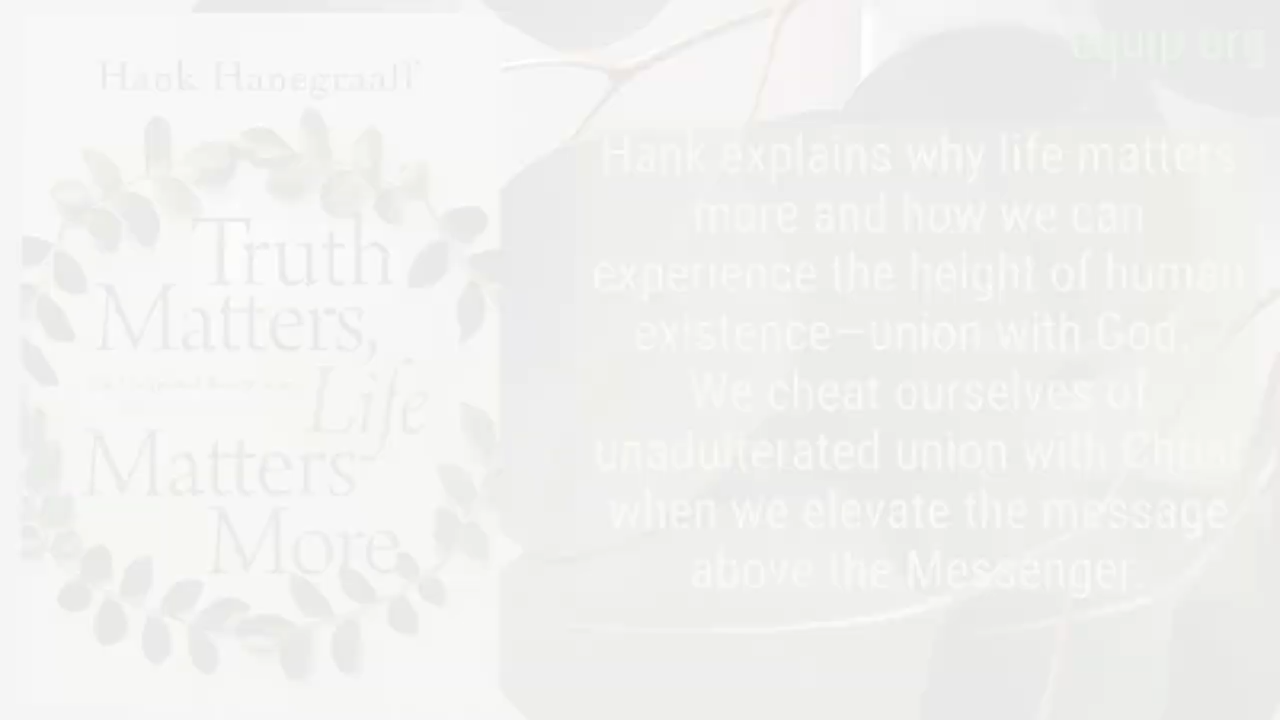 equip.org
Hank Hanegraaff
Truth
Matters,
Life
Matters
More
Hank explains why life matters
more and how we can
experience the height of human
existence—union with God.
We cheat ourselves of
unadulterated union with Christ
when we elevate the message
above the Messenger.